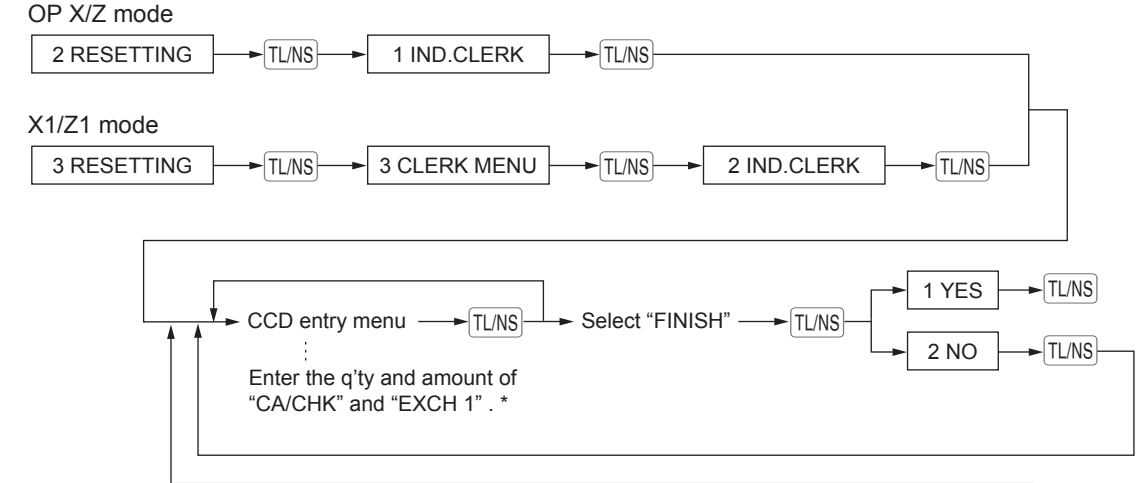 OP X/Z mode
2 RESETTING TL/NS 1 IND.CLERK TL/NS
X1/Z1 mode
3 RESETTING TL/NS 3 CLERK MENU TL/NS 2 IND.CLERK TL/NS
1 YES TL/NS
CCD entry menu TL/NS Select “FINISH” TL/NS
2 NO TL/NS
Enter the q’ty and amount of
“CA/CHK” and “EXCH 1” . *